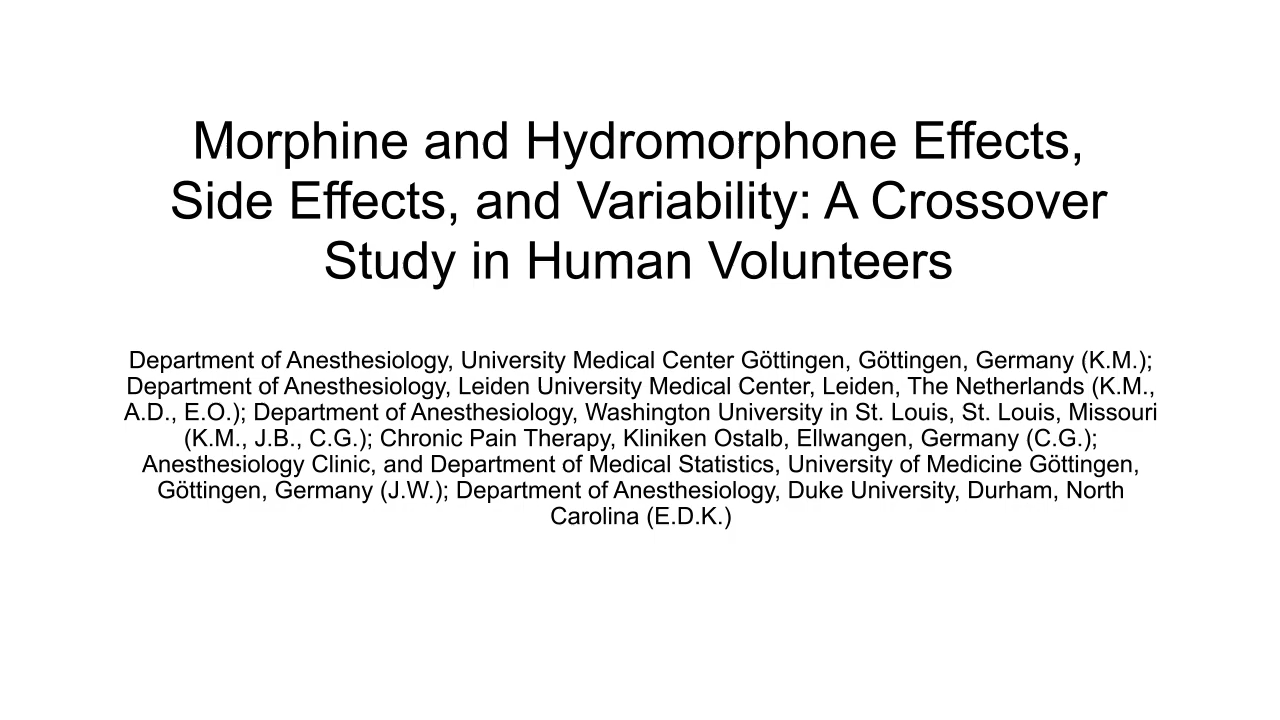 Morphine and Hydromorphone Effects,
Side Effects, and Variability: A Crossover
Study in Human Volunteers
Department of Anesthesiology, University Medical Center Göttingen, Göttingen, Germany (K.M.);
Department of Anesthesiology, Leiden University Medical Center, Leiden, The Netherlands (K.M.,
A.D., E.O.); Department of Anesthesiology, Washington University in St. Louis, St. Louis, Missouri
(K.M., J.B., C.G.); Chronic Pain Therapy, Kliniken Ostalb, Ellwangen, Germany (C.G.);
Anesthesiology Clinic, and Department of Medical Statistics, University of Medicine Göttingen,
Göttingen, Germany (J.W.); Department of Anesthesiology, Duke University, Durham, North
Carolina (E.D.K.)